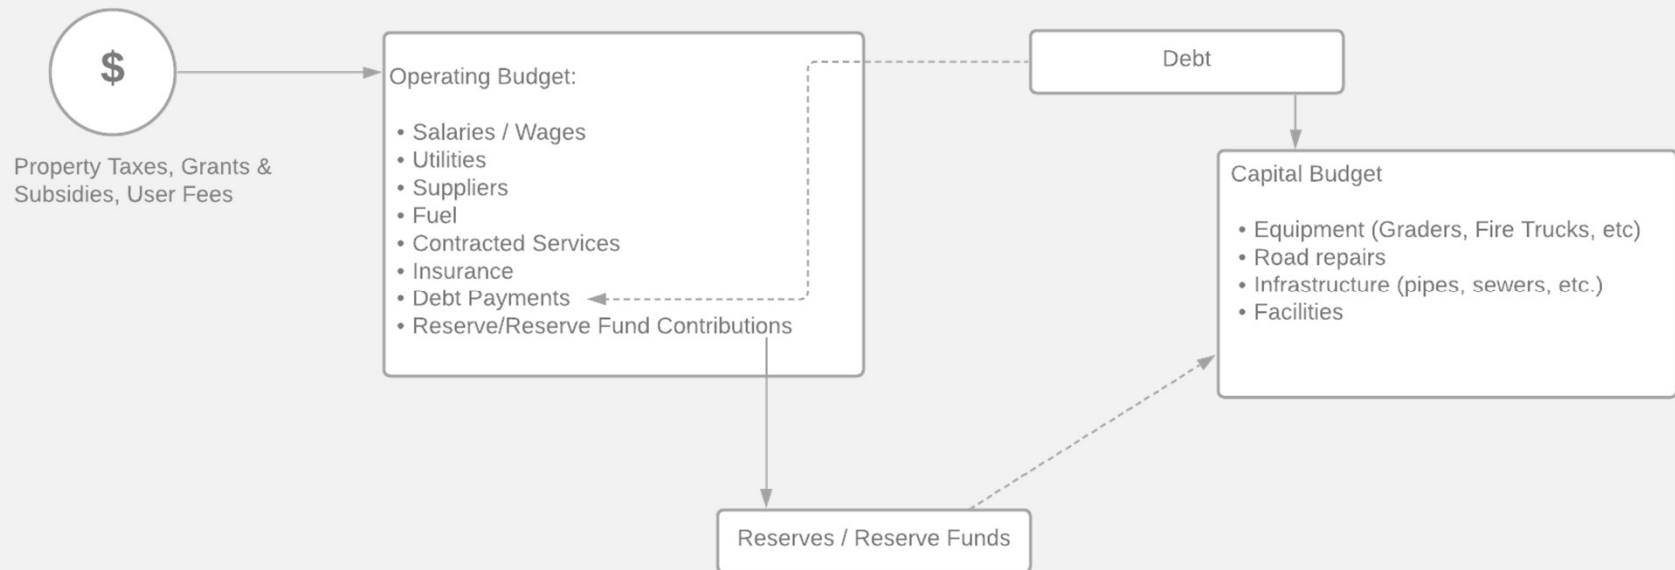 $
Property Taxes, Grants &
Subsidies, User Fees
Operating Budget:
• Salaries / Wages
• Utilities
• Suppliers
• Fuel
• Contracted Services
• Insurance
• Debt Payments
• Reserve/Reserve Fund Contributions
Debt
Capital Budget
• Equipment (Graders, Fire Trucks, etc)
• Road repairs
• Infrastructure (pipes, sewers, etc.)
• Facilities
Reserves / Reserve Funds